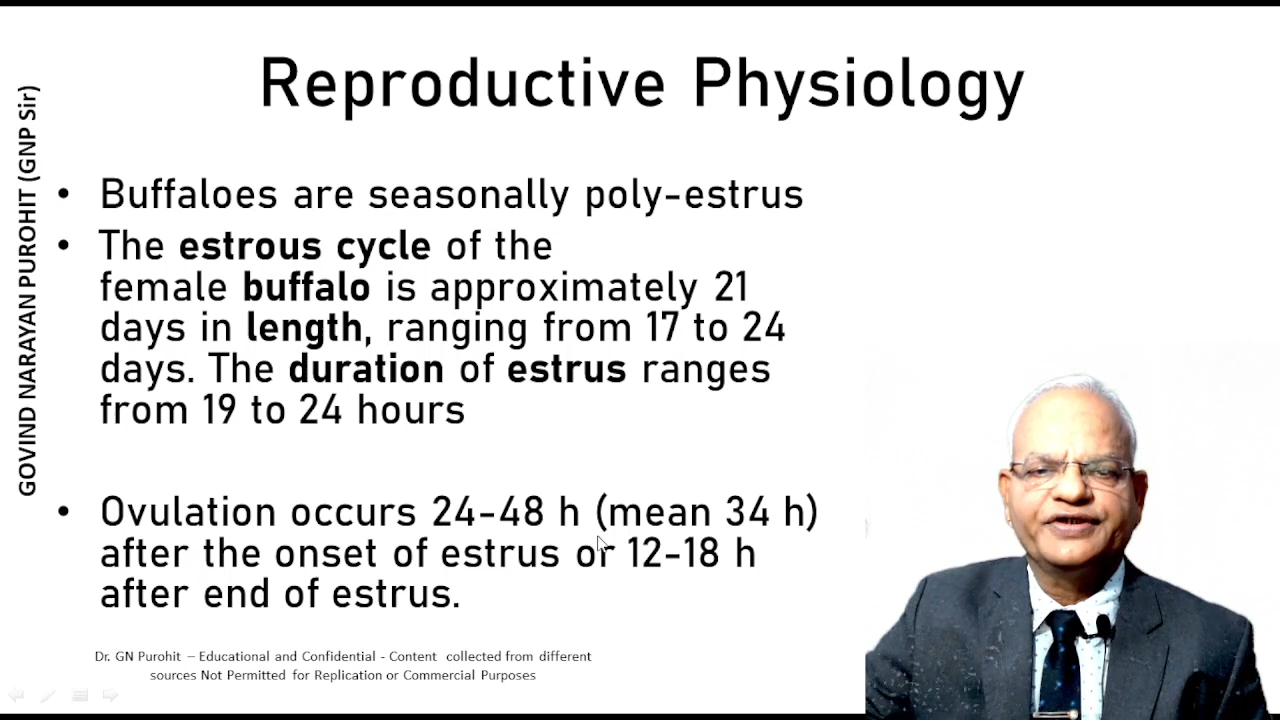 Reproductive Physiology
GOVIND NARAYAN PUROHIT (GNP Sir)
• Buffaloes are seasonally poly-estrus
• The estrous cycle of the
female buffalo is approximately 21
days in length, ranging from 17 to 24
days. The duration of estrus ranges
from 19 to 24 hours
• Ovulation occurs 24-48 h (mean 34 h)
after the onset of estrus or 12-18 h
after end of estrus.
Dr. GN Purohit – Educational and Confidential - Content collected from different
sources Not Permitted for Replication or Commercial Purposes